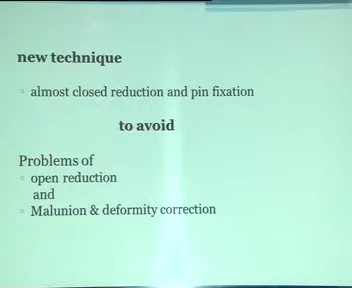 new technique
almost closed reduction and pin fixation
to avoid
Problems of
open reduction
and
Malunion & deformity correction